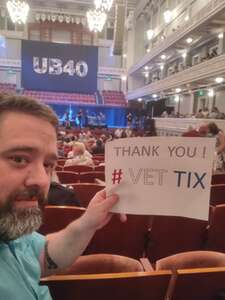 UB40
THANK YOU !
# VET TIX